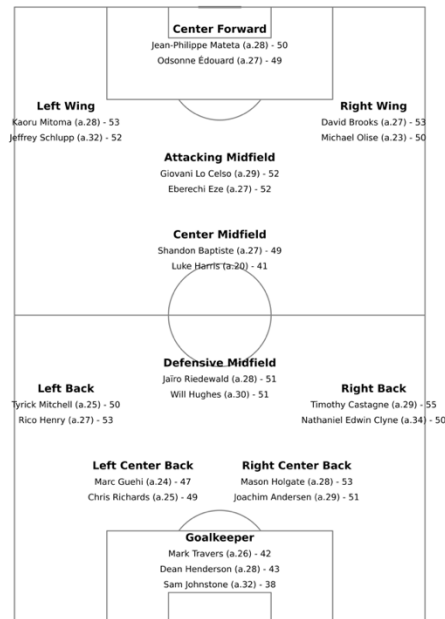 Center Forward
Jean-Philippe Mateta (a.28) - 50
Odsonne Édouard (a.27) - 49
Left Wing
Kaoru Mitoma (a.28) - 53
Jeffrey Schlupp (a.32) - 52
Right Wing
David Brooks (a.27) - 53
Michael Olise (a.23) - 50
Attacking Midfield
Giovani Lo Celso (a.29) - 52
Eberechi Eze (a.27) - 52
Center Midfield
Shandon Baptiste (a.27) - 49
Luke Harris (a.20) - 41
Defensive Midfield
Jaïro Riedewald (a.28) - 51
Will Hughes (a.30) - 51
Left Back
Tyrick Mitchell (a.25) - 50
Rico Henry (a.27) - 53
Right Back
Timothy Castagne (a.29) - 55
Nathaniel Edwin Clyne (a.34) - 50
Left Center Back
Marc Guehi (a.24) - 47
Chris Richards (a.25) - 49
Right Center Back
Mason Holgate (a.28) - 53
Joachim Andersen (a.29) - 51
Goalkeeper
Mark Travers (a.26) - 42
Dean Henderson (a.28) - 43
Sam Johnstone (a.32) - 38